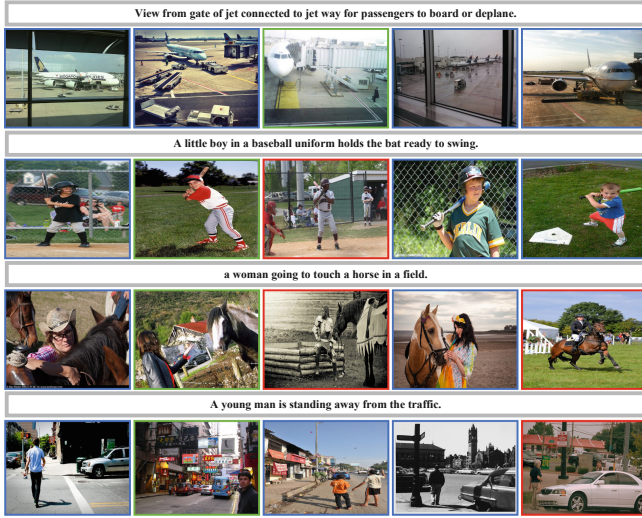 View from gate of jet connected to jet way for passengers to board or deplane.
A little boy in a baseball uniform holds the bat ready to swing.
a woman going to touch a horse in a field.
A young man is standing away from the traffic.